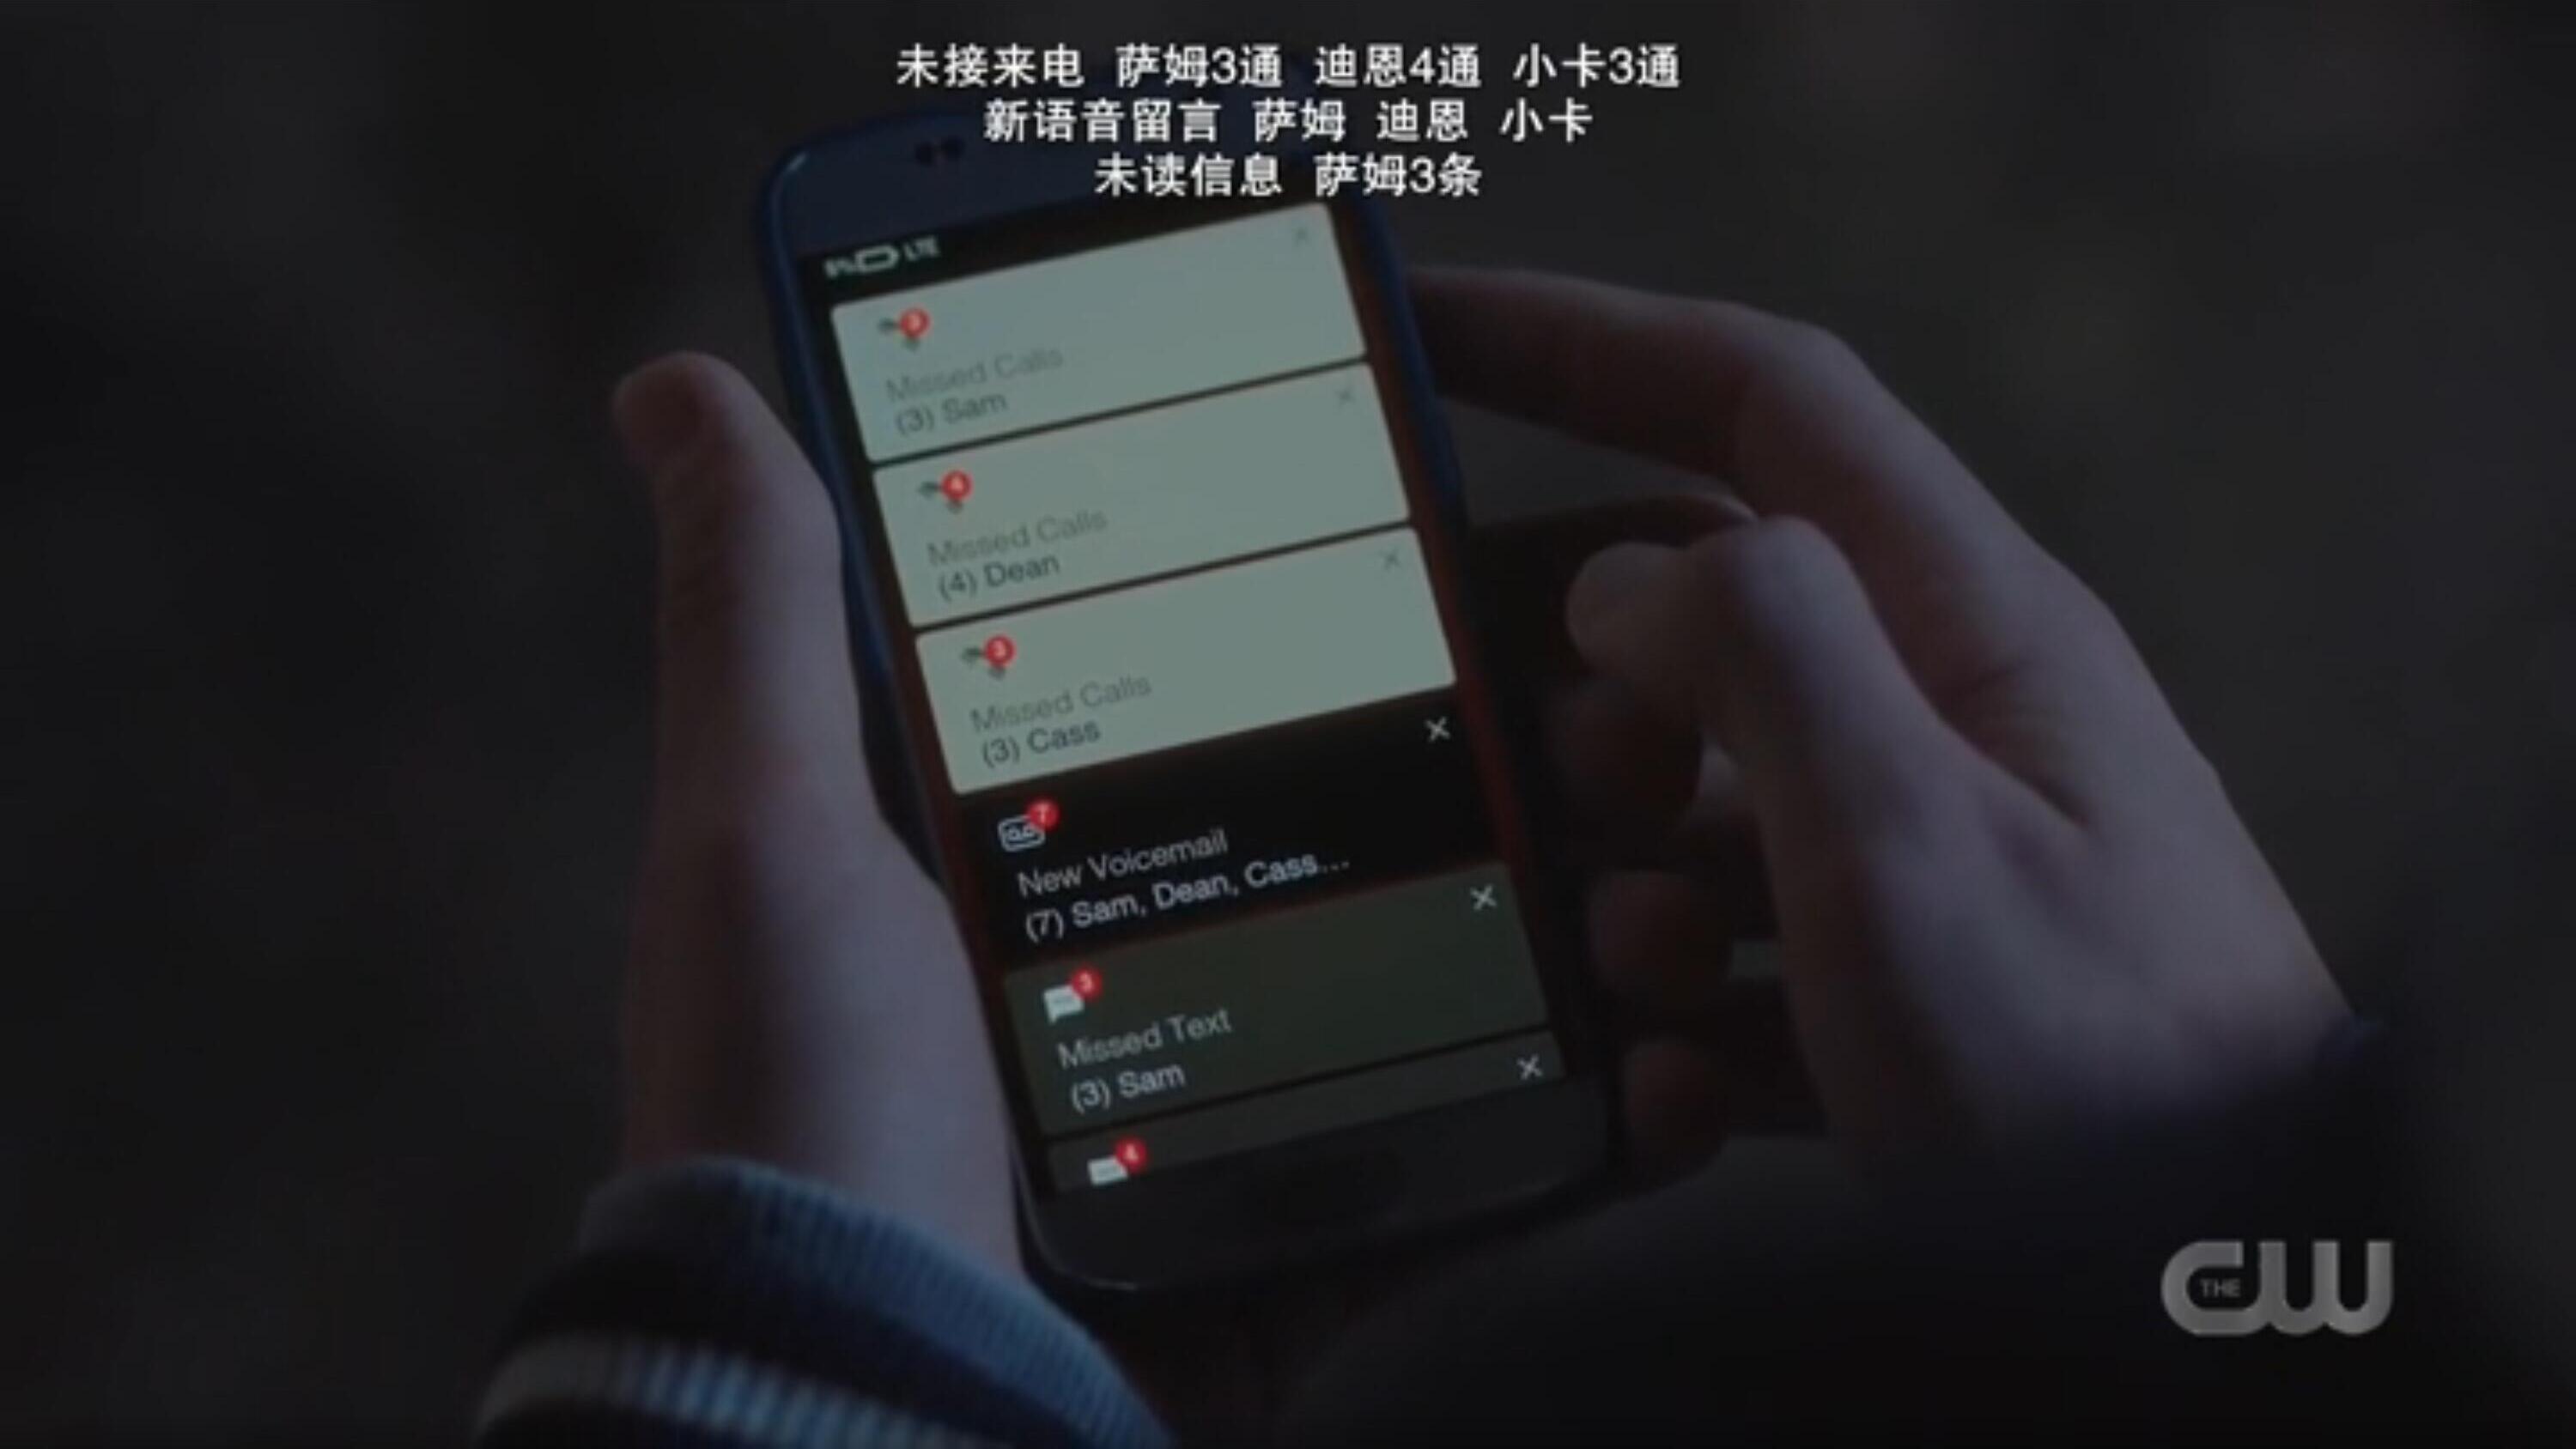 未接来电 萨姆3通 迪恩4通 小卡3通
新语音留言 萨姆 迪恩 小卡
未读信息 萨姆3条
LTE
3
Missed Calls
(3) Sam
4
Missed Calls
(4) Dean
3
Missed Calls
(3) Cass
7
New Voicemail
(7) Sam, Dean, Cass...
3
Missed Text
(3) Sam
4
THE CW